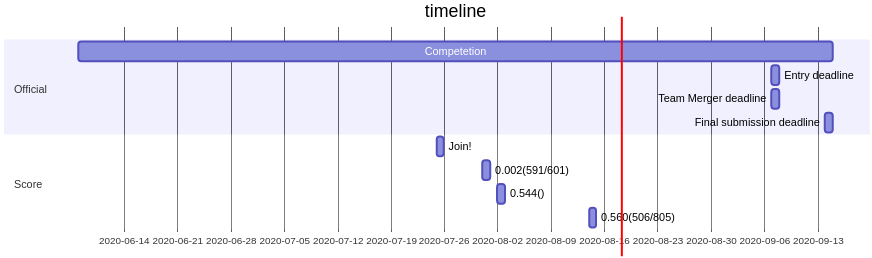 timeline
Competetion
Entry deadline
Official
Team Merger deadline
Final submission deadline
Join!
0.002(591/601)
Score
0.544()
0.560(506/805)
2020-06-14 2020-06-21 2020-06-28 2020-07-05 2020-07-12 2020-07-19 2020-07-26 2020-08-02 2020-08-09 2020-08-16 2020-08-23 2020-08-30 2020-09-06 2020-09-13